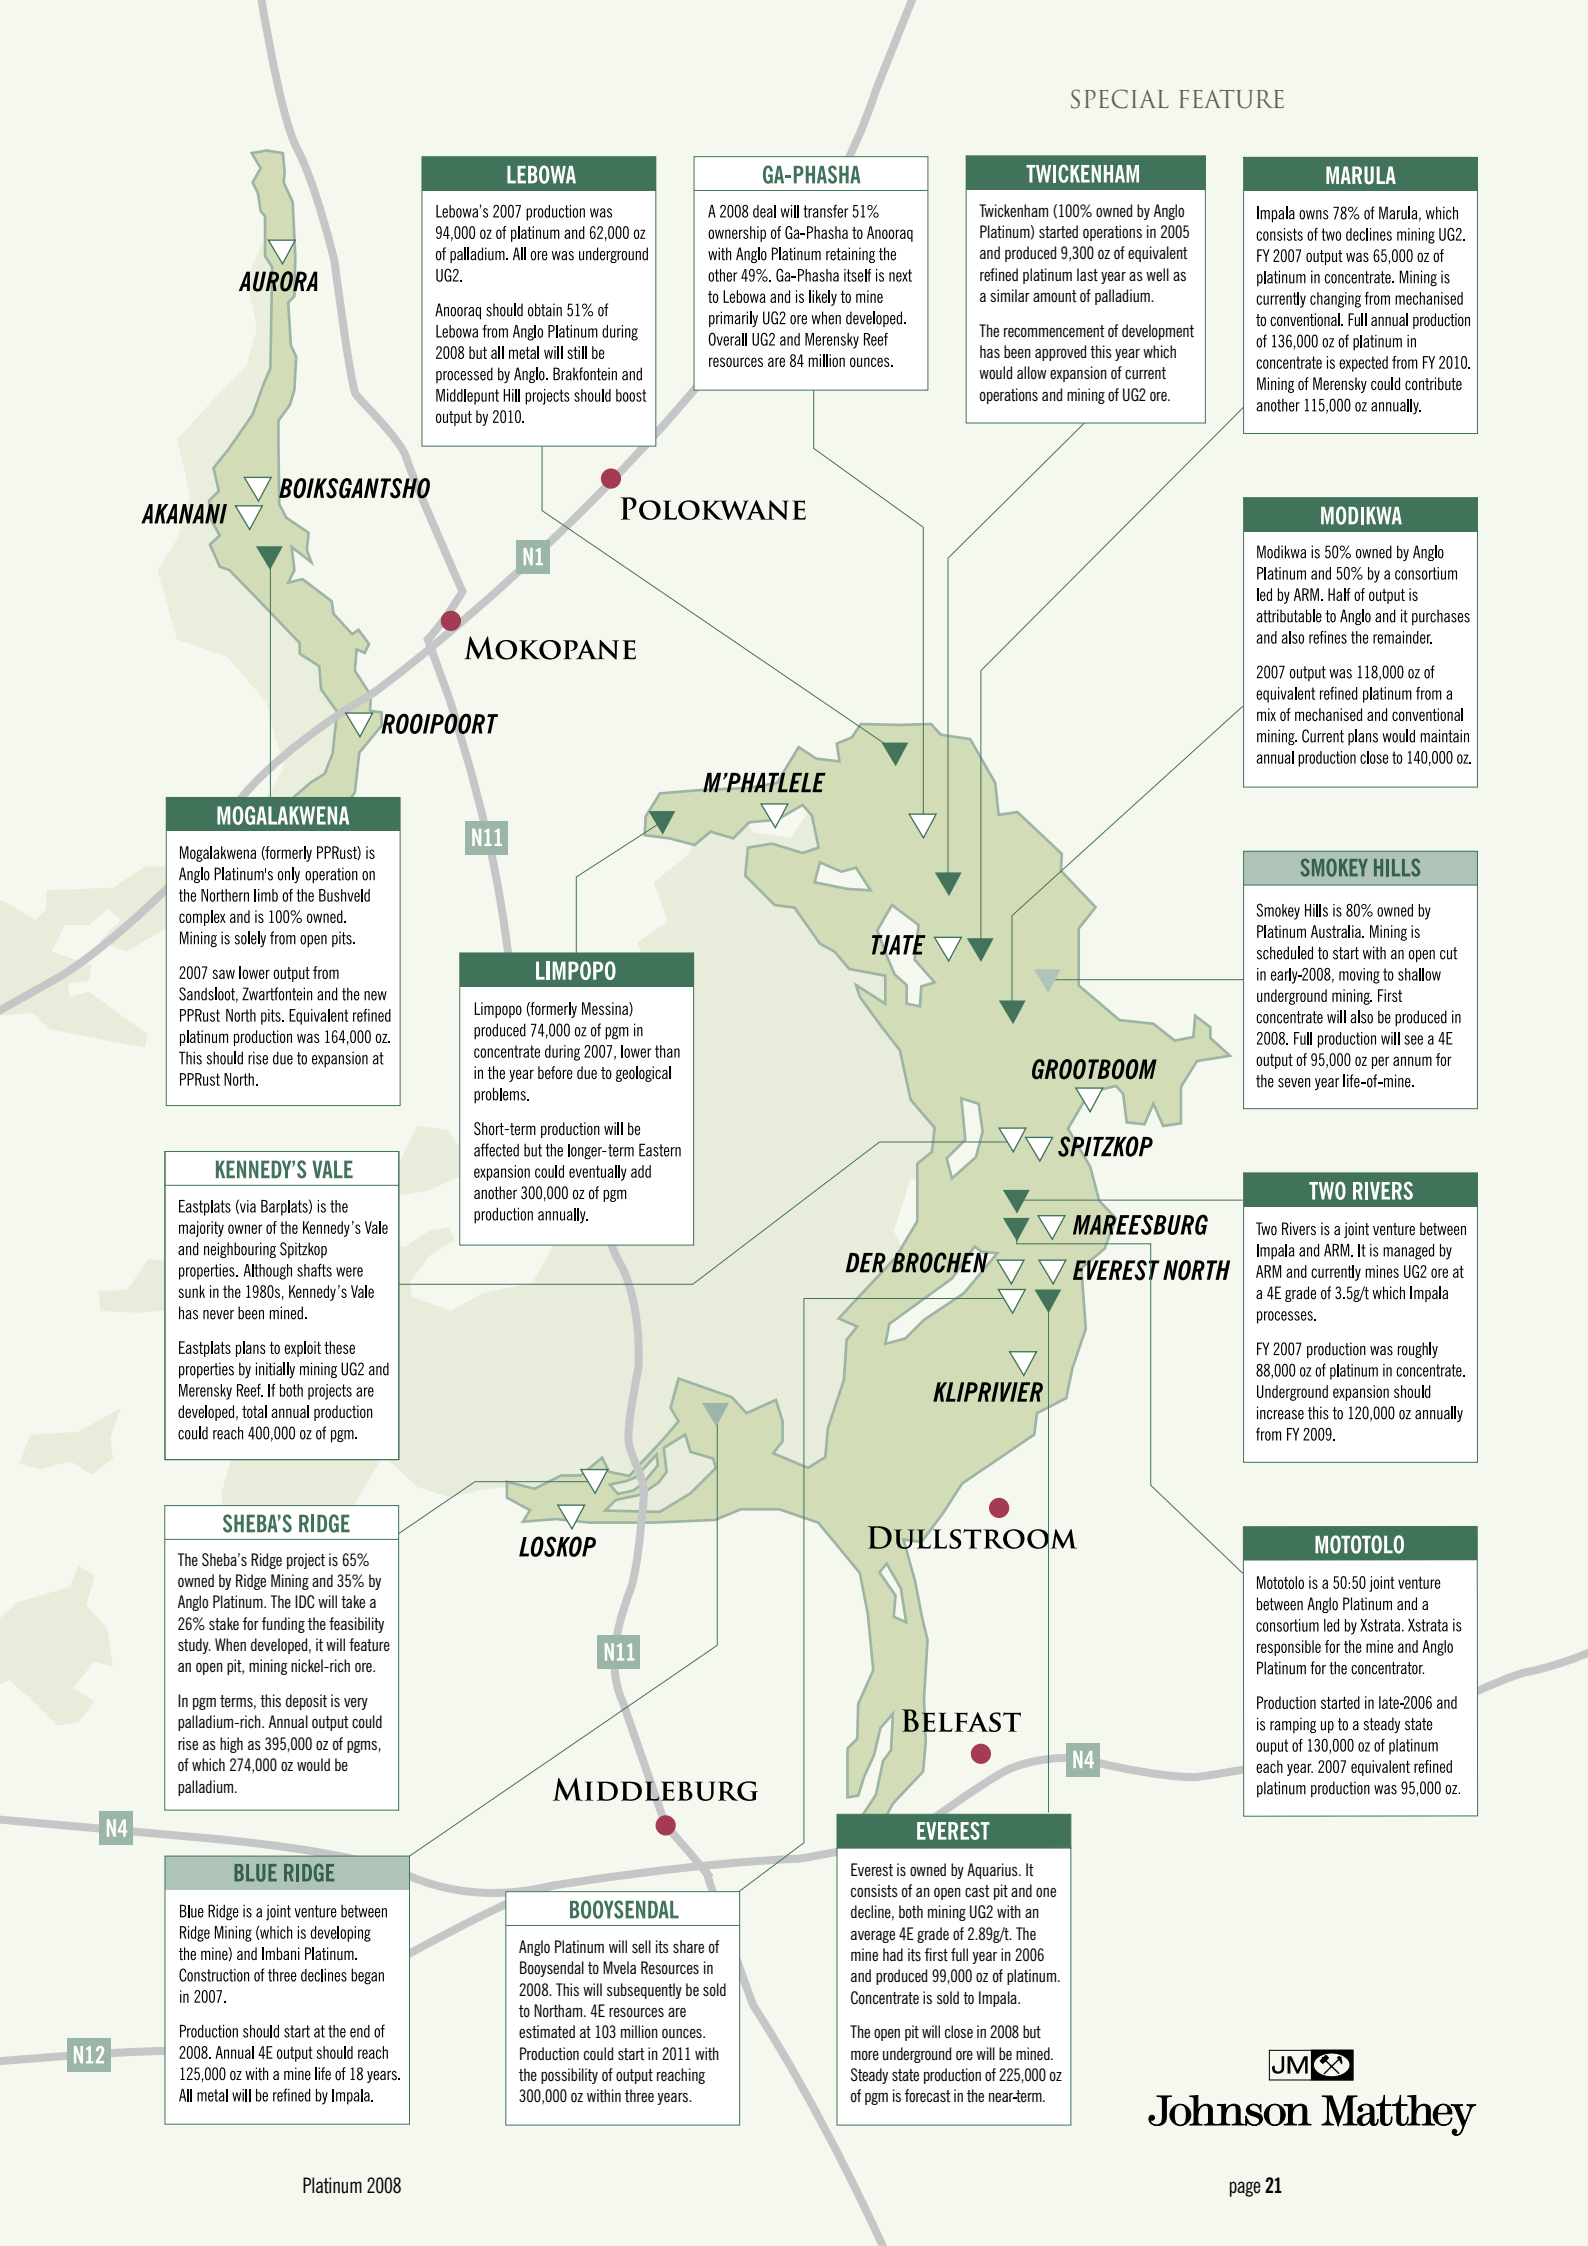 SPECIAL FEATURE
LEBOWA
Lebowa's 2007 production was
94,000 oz of platinum and 62,000 oz
of palladium. All ore was underground
UG2.
Anooraq should obtain 51% of
Lebowa from Anglo Platinum during
2008 but all metal will still be
processed by Anglo. Brakfontein and
Middlepunt Hill projects should boost
output by 2010.
GA-PHASHA
A 2008 deal will transfer 51%
ownership of Ga-Phasha to Anooraq
with Anglo Platinum retaining the
other 49%. Ga-Phasha itself is next
to Lebowa and is likely to mine
primarily UG2 ore when developed.
Overall UG2 and Merensky Reef
resources are 84 million ounces.
TWICKENHAM
Twickenham (100% owned by Anglo
Platinum) started operations in 2005
and produced 9,300 oz of equivalent
refined platinum last year as well as
a similar amount of palladium.
The recommencement of development
has been approved this year which
would allow expansion of current
operations and mining of UG2 ore.
MARULA
Impala owns 78% of Marula, which
consists of two declines mining UG2.
FY 2007 output was 65,000 oz of
platinum in concentrate. Mining is
currently changing from mechanised
to conventional. Full annual production
of 136,000 oz of platinum in
concentrate is expected from FY 2010.
Mining of Merensky could contribute
another 115,000 oz annually.
AURORA
BOIKSGANTSHO
AKANANI
POLOKWANE
N1
MOKOPANE
ROOIPOORT
MODIKWA
Modikwa is 50% owned by Anglo
Platinum and 50% by a consortium
led by ARM. Half of output is
attributable to Anglo and it purchases
and also refines the remainder.
2007 output was 118,000 oz of
equivalent refined platinum from a
mix of mechanised and conventional
mining. Current plans would maintain
annual production close to 140,000 oz.
M'PHATLELE
N11
MOGALAKWENA
Mogalakwena (formerly PPRust) is
Anglo Platinum's only operation on
the Northern limb of the Bushveld
complex and is 100% owned.
Mining is solely from open pits.
2007 saw lower output from
Sandsloot, Zwartfontein and the new
PPRust North pits. Equivalent refined
platinum production was 164,000 oz.
This should rise due to expansion at
PPRust North.
TJATE
LIMPOPO
Limpopo (formerly Messina)
produced 74,000 oz of pgm in
concentrate during 2007, lower than
in the year before due to geological
problems.
Short-term production will be
affected but the longer-term Eastern
expansion could eventually add
another 300,000 oz of pgm
production annually.
SMOKEY HILLS
Smokey Hills is 80% owned by
Platinum Australia. Mining is
scheduled to start with an open cut
in early-2008, moving to shallow
underground mining. First
concentrate will also be produced in
2008. Full production will see a 4E
output of 95,000 oz per annum for
the seven year life-of-mine.
GROOTBOOM
SPITZKOP
KENNEDY'S VALE
Eastplats (via Barplats) is the
majority owner of the Kennedy's Vale
and neighbouring Spitzkop
properties. Although shafts were
sunk in the 1980s, Kennedy's Vale
has never been mined.
Eastplats plans to exploit these
properties by initially mining UG2 and
Merensky Reef. If both projects are
developed, total annual production
could reach 400,000 oz of pgm.
MAREESBURG
DER BROCHEN
EVEREST NORTH
KLIPRIVIER
TWO RIVERS
Two Rivers is a joint venture between
Impala and ARM. It is managed by
ARM and currently mines UG2 ore at
a 4E grade of 3.5g/t which Impala
processes.
FY 2007 production was roughly
88,000 oz of platinum in concentrate.
Underground expansion should
increase this to 120,000 oz annually
from FY 2009.
SHEBA'S RIDGE
The Sheba's Ridge project is 65%
owned by Ridge Mining and 35% by
Anglo Platinum. The IDC will take a
26% stake for funding the feasibility
study. When developed, it will feature
an open pit, mining nickel-rich ore.
In pgm terms, this deposit is very
palladium-rich. Annual output could
rise as high as 395,000 oz of pgms,
of which 274,000 oz would be
palladium.
LOSKOP
DULLSTROOM
N11
MOTOTOLO
Mototolo is a 50:50 joint venture
between Anglo Platinum and a
consortium led by Xstrata. Xstrata is
responsible for the mine and Anglo
Platinum for the concentrator.
Production started in late-2006 and
is ramping up to a steady state
ouput of 130,000 oz of platinum
each year. 2007 equivalent refined
platinum production was 95,000 oz.
BELFAST
N4
MIDDLEBURG
N4
BLUE RIDGE
Blue Ridge is a joint venture between
Ridge Mining (which is developing
the mine) and Imbani Platinum.
Construction of three declines began
in 2007.
Production should start at the end of
2008. Annual 4E output should reach
125,000 oz with a mine life of 18 years.
All metal will be refined by Impala.
N12
BOOYSENDAL
Anglo Platinum will sell its share of
Booysendal to Mvela Resources in
2008. This will subsequently be sold
to Northam. 4E resources are
estimated at 103 million ounces.
Production could start in 2011 with
the possibility of output reaching
300,000 oz within three years.
EVEREST
Everest is owned by Aquarius. It
consists of an open cast pit and one
decline, both mining UG2 with an
average 4E grade of 2.89g/t. The
mine had its first full year in 2006
and produced 99,000 oz of platinum.
Concentrate is sold to Impala.
The open pit will close in 2008 but
more underground ore will be mined.
Steady state production of 225,000 oz
of pgm is forecast in the near-term.
JM
Johnson Matthey
Platinum 2008
page 21